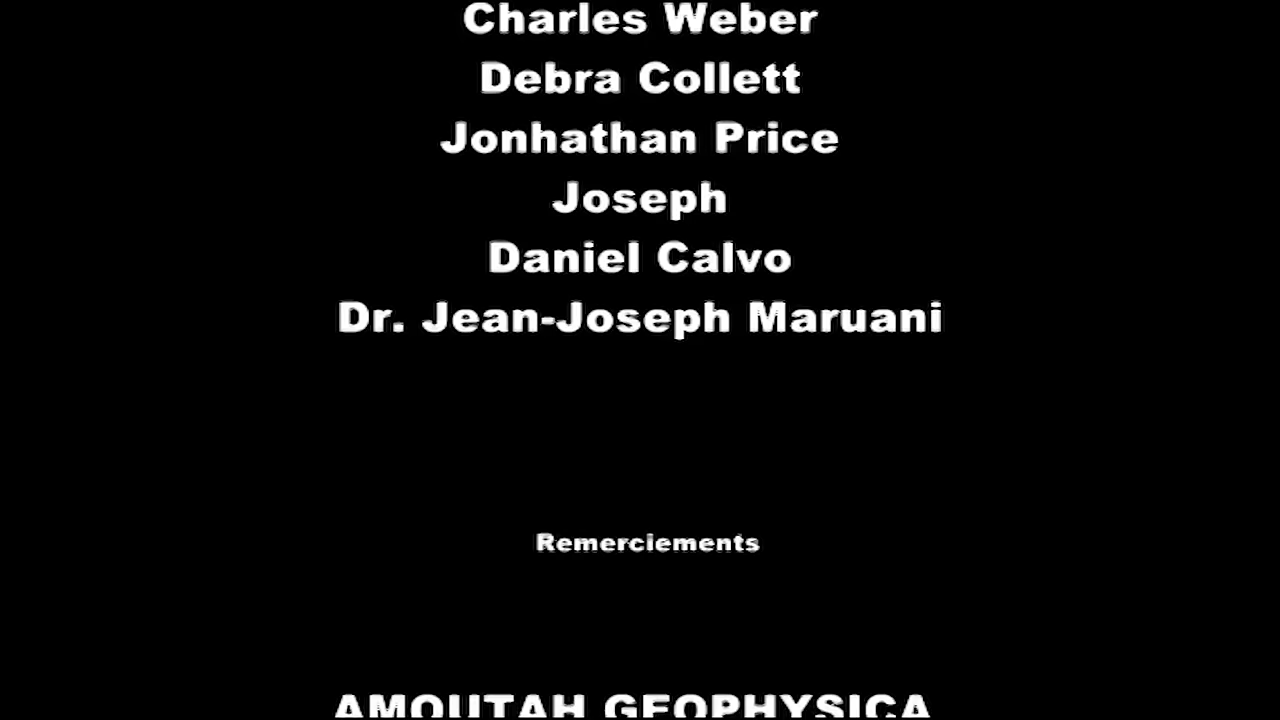 Charles Weber
Debra Collett
Jonhathan Price
Joseph
Daniel Calvo
Dr. Jean-Joseph Maruani
Remerciements
AMOUTAH GEOPHYSICA